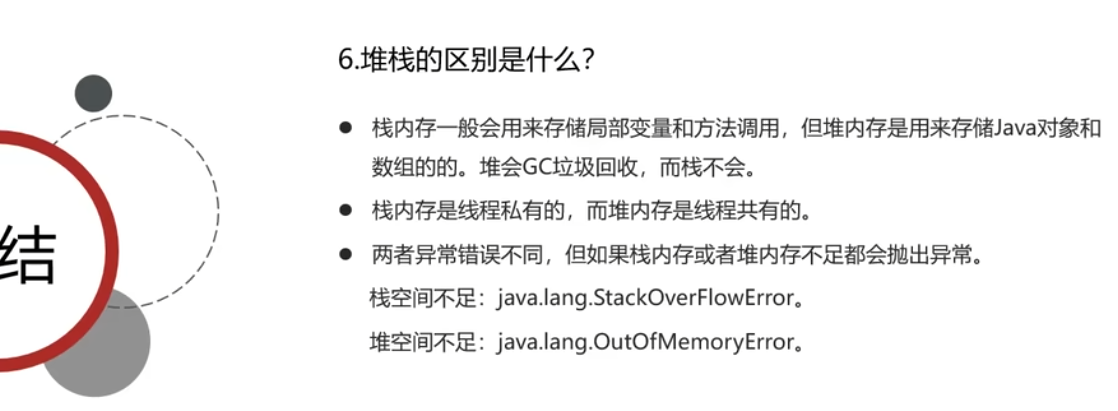 6.堆栈的区别是什么？
● 栈内存一般会用来存储局部变量和方法调用，但堆内存是用来存储Java对象和
数组的的。堆会GC垃圾回收，而栈不会。
● 栈内存是线程私有的，而堆内存是线程共有的。
● 两者异常错误不同，但如果栈内存或者堆内存不足都会抛出异常。
栈空间不足：java.lang.StackOverFlowError。
堆空间不足：java.lang.OutOfMemoryError。
结